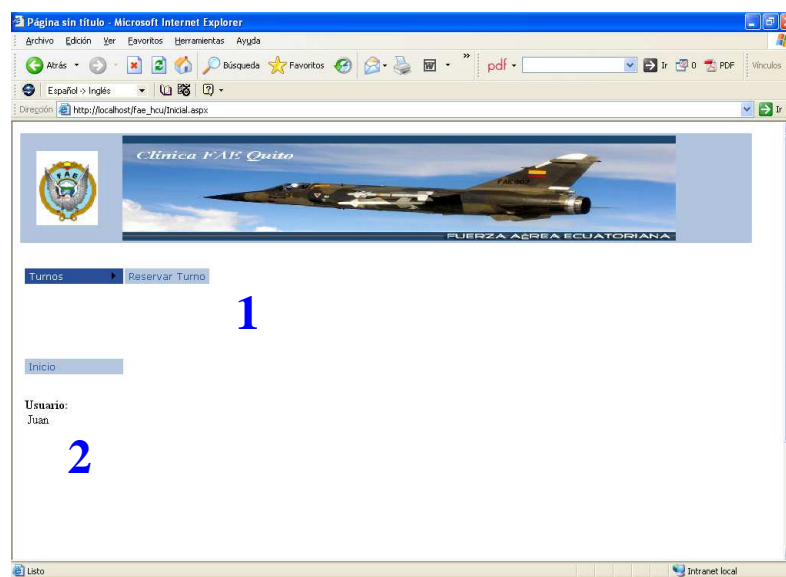 Página sin título - Microsoft Internet Explorer
Archivo Edición Ver Favoritos Herramientas Ayuda
Atrás Búsqueda Favoritos W » pdf Ir 0 PDF Vínculos
Español -> Inglés
Dirección http://localhost/fae_hcu/Inicial.aspx Ir
Clínica FAE Quito
FAE
FUERZA AÉREA ECUATORIANA
Turnos Reservar Turno
1
Inicio
Usuario:
Juan
2
Listo Intranet local